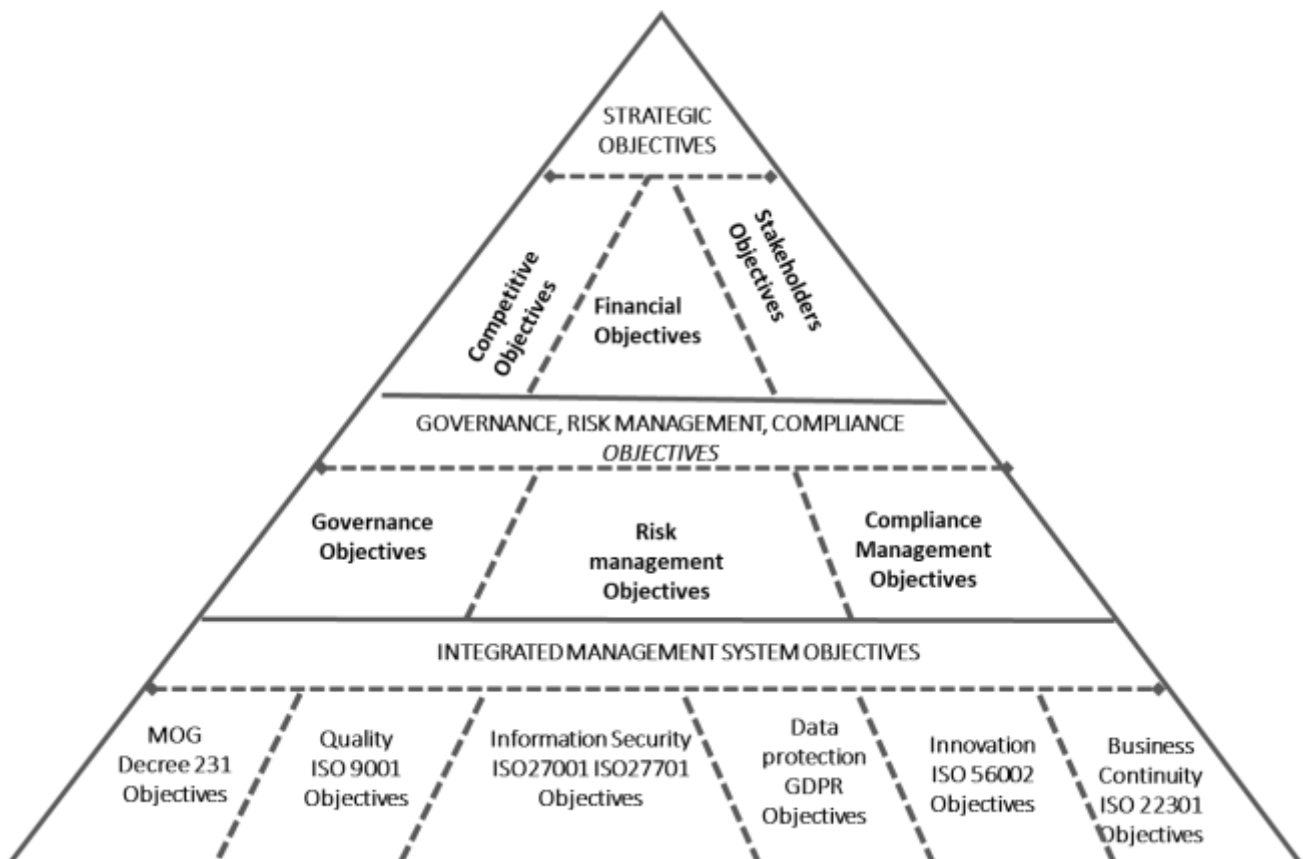 STRATEGIC
OBJECTIVES
Competitive
Objectives
Financial
Objectives
Stakeholders
Objectives
GOVERNANCE, RISK MANAGEMENT, COMPLIANCE
OBJECTIVES
Governance
Objectives
Risk
management
Objectives
Compliance
Management
Objectives
INTEGRATED MANAGEMENT SYSTEM OBJECTIVES
MOG
Decree 231
Objectives
Quality
ISO 9001
Objectives
Information Security
ISO27001 ISO27701
Objectives
Data
protection
GDPR
Objectives
Innovation
ISO 56002
Objectives
Business
Continuity
ISO 22301
Objectives